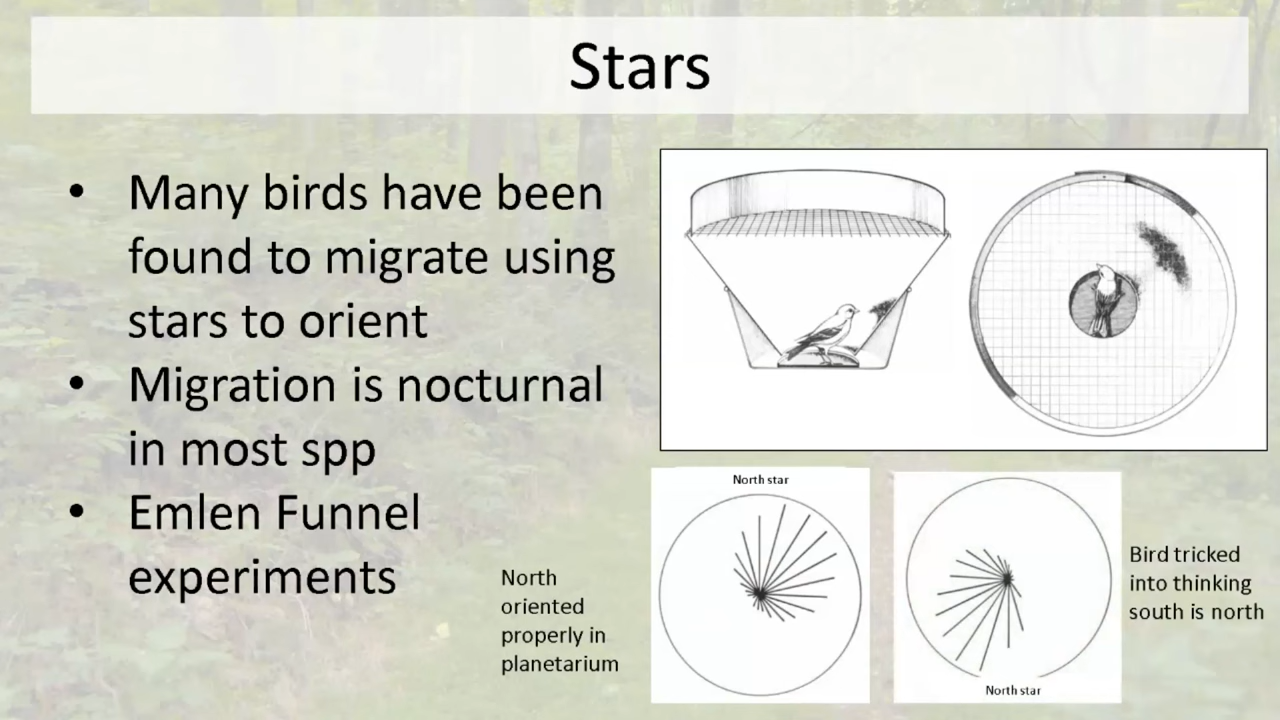 Stars
• Many birds have been
found to migrate using
stars to orient
• Migration is nocturnal
in most spp
• Emlen Funnel
experiments
North
oriented
properly in
planetarium
North star
North star
Bird tricked
into thinking
south is north